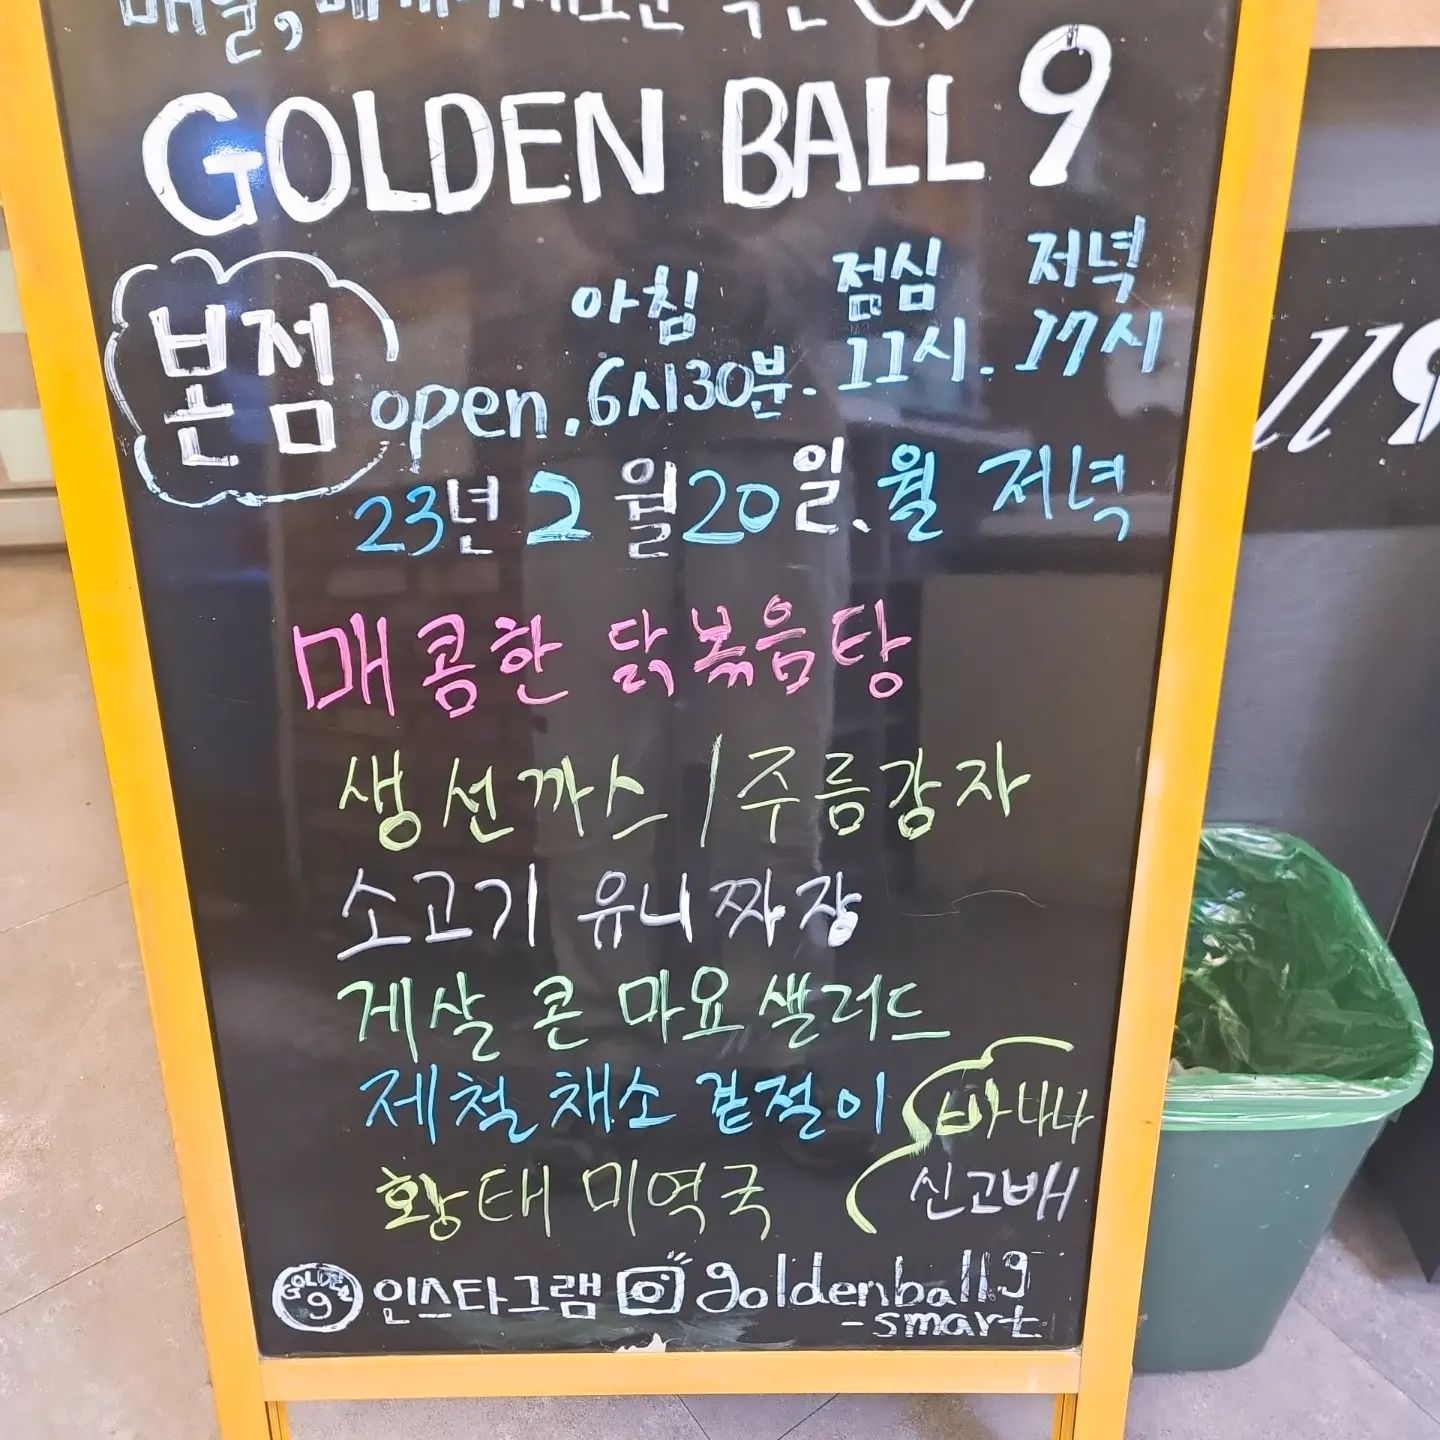 GOLDEN BALL 9
본점
아침 점심 저녁
open. 6시30분. 11시. 17시
23년 2월20일. 월 저녁
매콤한 닭볶음탕
생선까스 / 주름감자
소고기 유니짜장
게살 콘 마요 샐러드
제철 채소 겉절이
바나나
황태 미역국
신고배
GOLDEN 9 인스타그램 goldenball9
-smart